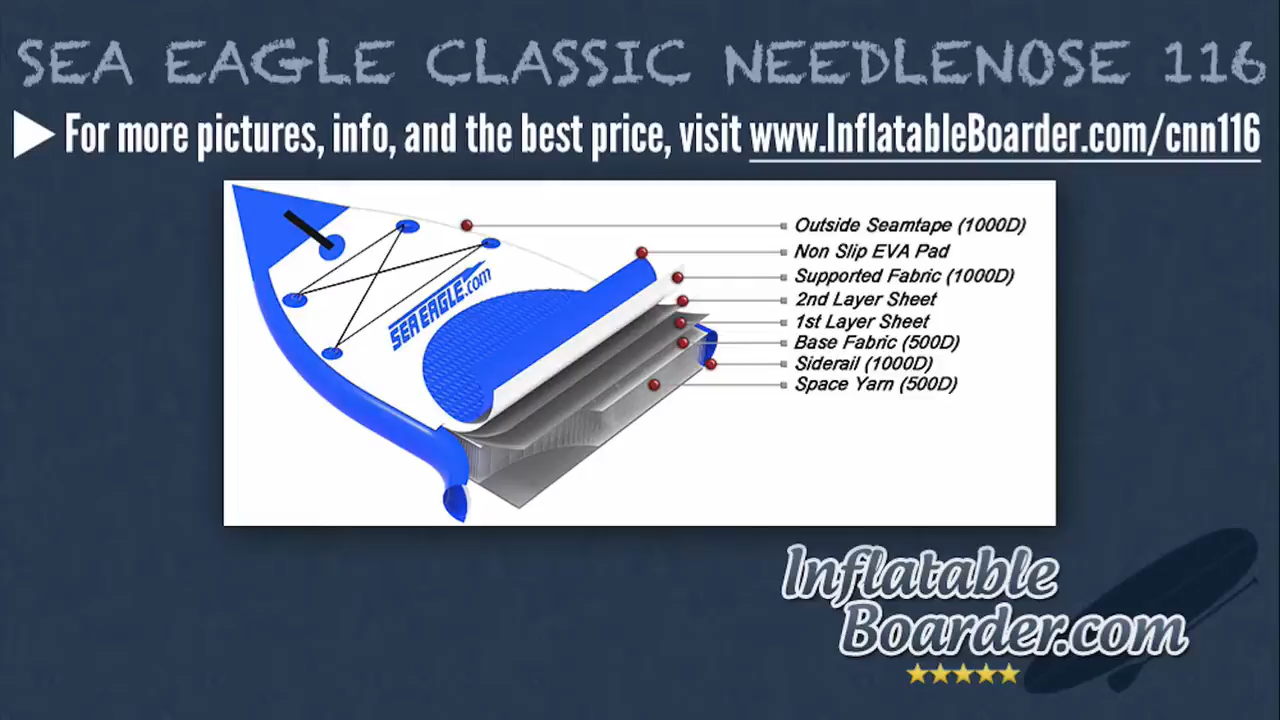 SEA EAGLE CLASSIC NEEDLENOSE 116
For more pictures, info, and the best price, visit www.InflatableBoarder.com/cnn116
Outside Seamtape (1000D)
Non Slip EVA Pad
Supported Fabric (1000D)
2nd Layer Sheet
1st Layer Sheet
Base Fabric (500D)
Siderail (1000D)
Space Yarn (500D)
SEA EAGLE.com
Inflatable
Boarder.com